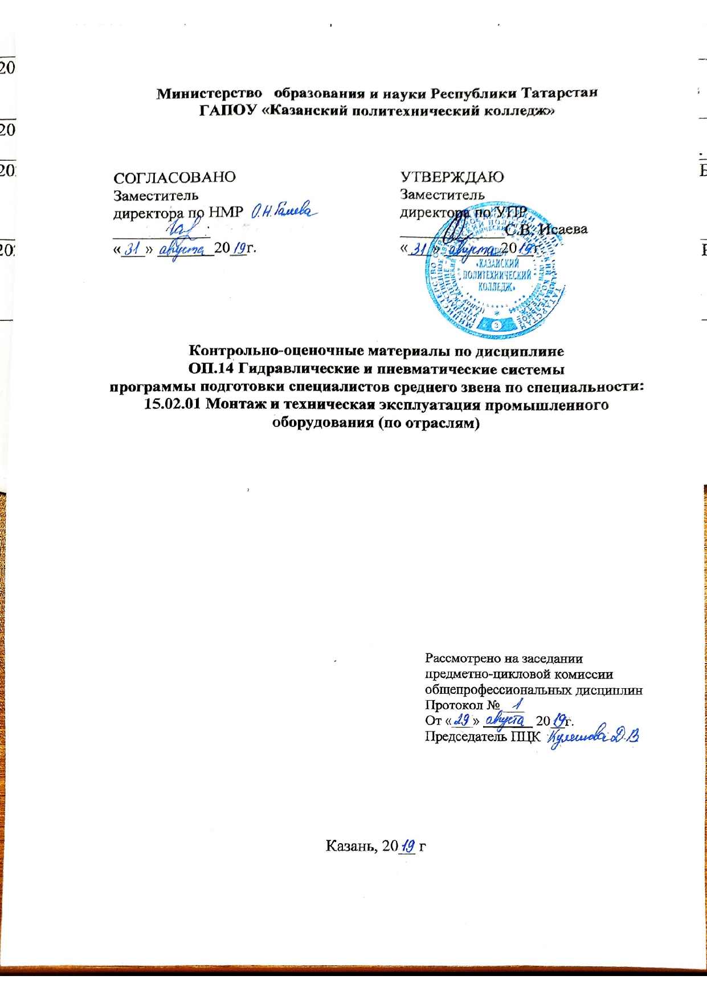 Министерство образования и науки Республики Татарстан
ГАПОУ «Казанский политехнический колледж»
СОГЛАСОВАНО
Заместитель
директора по НМР О.Н. Галева
«31» августа 2019г.
УТВЕРЖДАЮ
Заместитель
директора по УПР
С.В. Исаева
«31» августа 2019г.
«КАЗАНСКИЙ
ПОЛИТЕХНИЧЕСКИЙ
КОЛЛЕДЖ»
3
Контрольно-оценочные материалы по дисциплине
ОП.14 Гидравлические и пневматические системы
программы подготовки специалистов среднего звена по специальности:
15.02.01 Монтаж и техническая эксплуатация промышленного
оборудования (по отраслям)
Рассмотрено на заседании
предметно-цикловой комиссии
общепрофессиональных дисциплин
Протокол № 1
От «29» августа 2019г.
Председатель ПЦК Кулешова Д.В
Казань, 2019 г